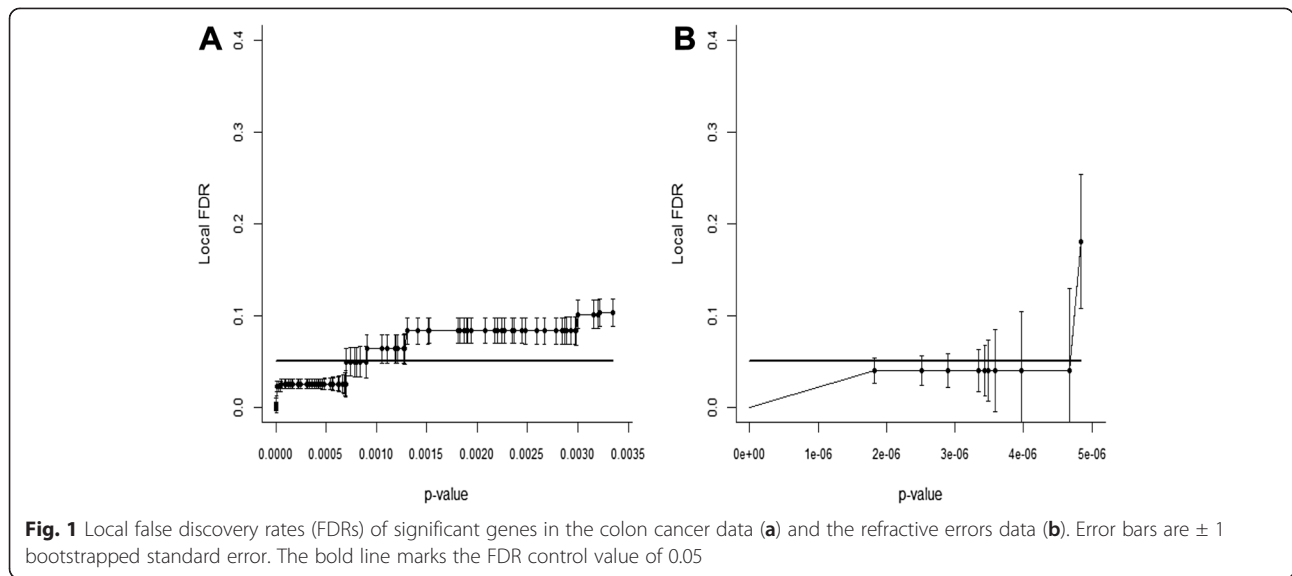 A
B
0.4
0.3
0.2
0.1
0.0
Local FDR
0.0000 0.0005 0.0010 0.0015 0.0020 0.0025 0.0030 0.0035
p-value
0.4
0.3
0.2
0.1
0.0
Local FDR
0e+00 1e-06 2e-06 3e-06 4e-06 5e-06
p-value
Fig. 1 Local false discovery rates (FDRs) of significant genes in the colon cancer data (a) and the refractive errors data (b). Error bars are ± 1
bootstrapped standard error. The bold line marks the FDR control value of 0.05